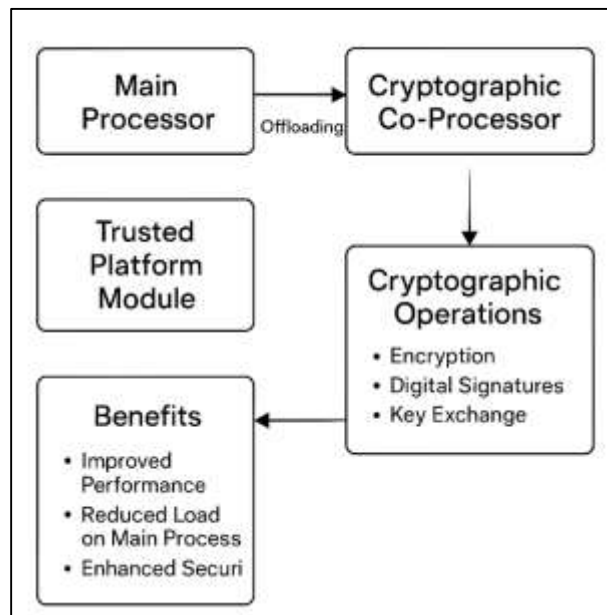 Main
Processor
Offloading
Cryptographic
Co-Processor
Trusted
Platform
Module
Cryptographic
Operations
• Encryption
• Digital Signatures
• Key Exchange
Benefits
• Improved
Performance
• Reduced Load
on Main Process
• Enhanced Securi